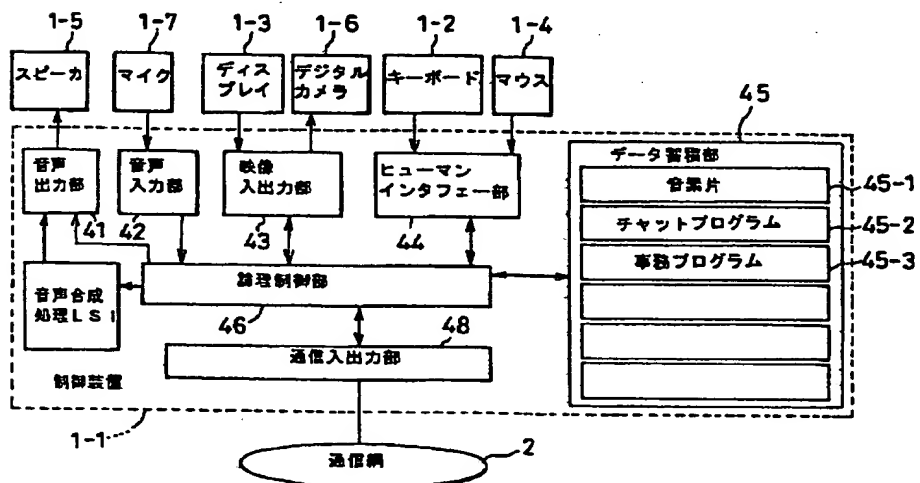 1-5
1-7
1-3
1-6
1-2
1-4
スピーカ
マイク
ディス
プレイ
デジタル
カメラ
キーボード
マウス
45
データ蓄積部
音声
出力部
音声
入力部
映像
入出力部
ヒューマン
インタフェー部
音素片
45-1
チャットプログラム
45-2
事務プログラム
45-3
41
42
43
44
論理制御部
音声合成
処理LSI
46
48
通信入出力部
制御装置
1-1
通信網
2